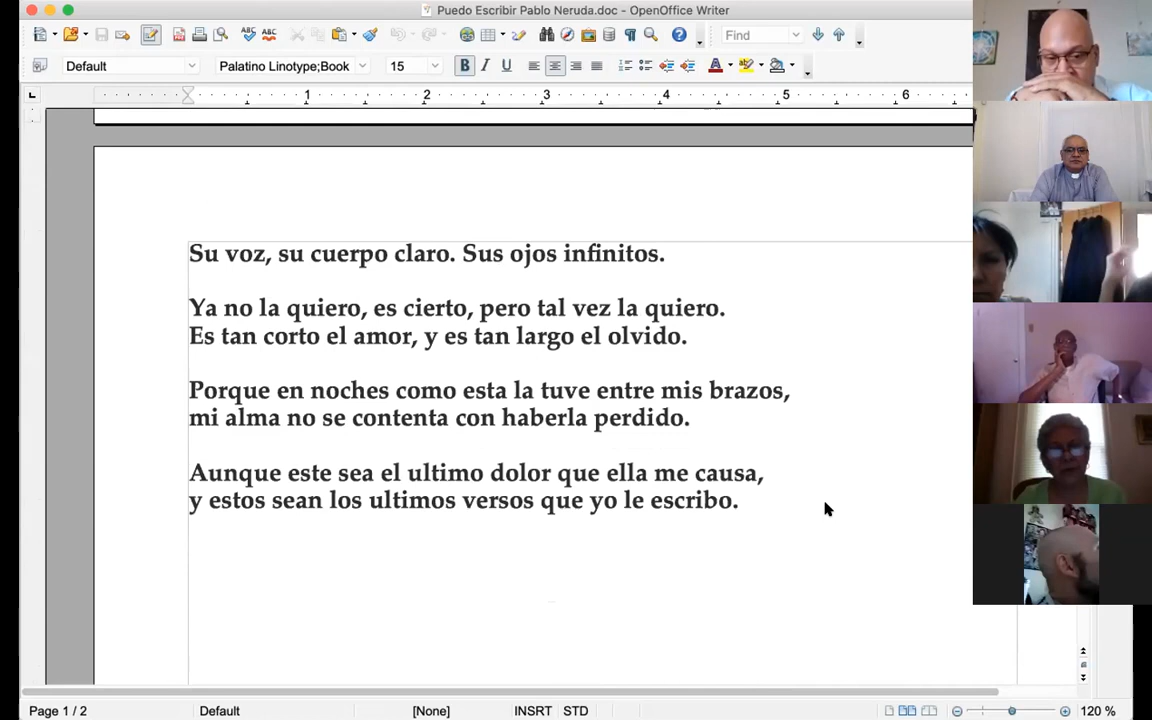 Puedo Escribir Pablo Neruda.doc - OpenOffice Writer
Find
Default
Palatino Linotype;Book
15
B I U
1 2 3 4 5 6
Su voz, su cuerpo claro. Sus ojos infinitos.
Ya no la quiero, es cierto, pero tal vez la quiero.
Es tan corto el amor, y es tan largo el olvido.
Porque en noches como esta la tuve entre mis brazos,
mi alma no se contenta con haberla perdido.
Aunque este sea el ultimo dolor que ella me causa,
y estos sean los ultimos versos que yo le escribo.
Page 1 / 2
Default
[None]
INSRT
STD
120 %